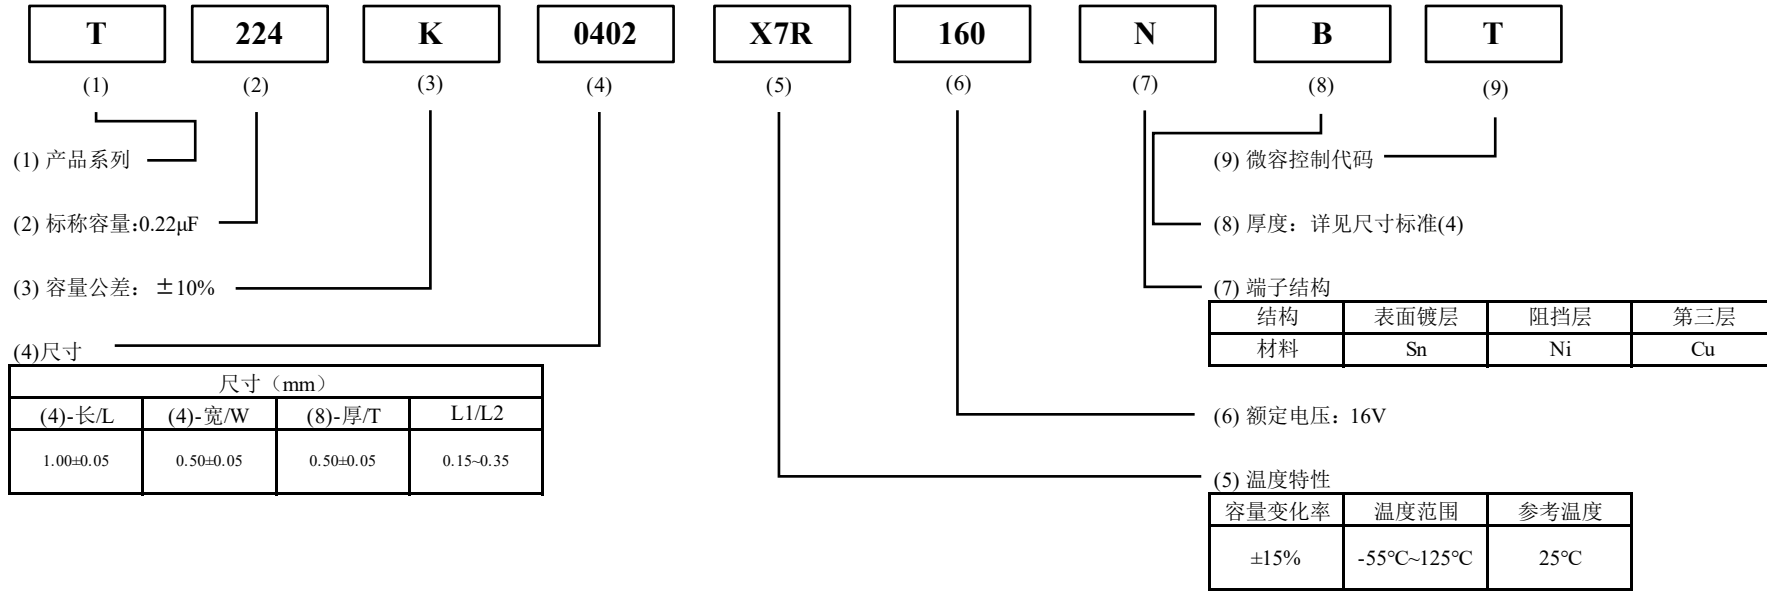 T 224 K 0402 X7R 160 N B T
(1) (2) (3) (4) (5) (6) (7) (8) (9)
(1) 产品系列
(2) 标称容量:0.22μF
(3) 容量公差：±10%
(4)尺寸
尺寸（mm）
(4)-长/L (4)-宽/W (8)-厚/T L1/L2
1.00±0.05 0.50±0.05 0.50±0.05 0.15~0.35
(9) 微容控制代码
(8) 厚度：详见尺寸标准(4)
(7) 端子结构
结构 表面镀层 阻挡层 第三层
材料 Sn Ni Cu
(6) 额定电压：16V
(5) 温度特性
容量变化率 温度范围 参考温度
±15% -55℃~125℃ 25℃